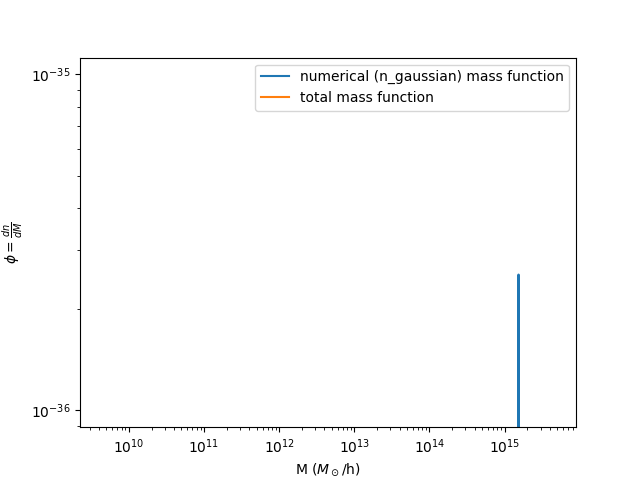 numerical (n_gaussian) mass function
total mass function
10⁻³⁵
10⁻³⁶
ϕ = dn/dM
10¹⁰ 10¹¹ 10¹² 10¹³ 10¹⁴ 10¹⁵
M (M⊙/h)